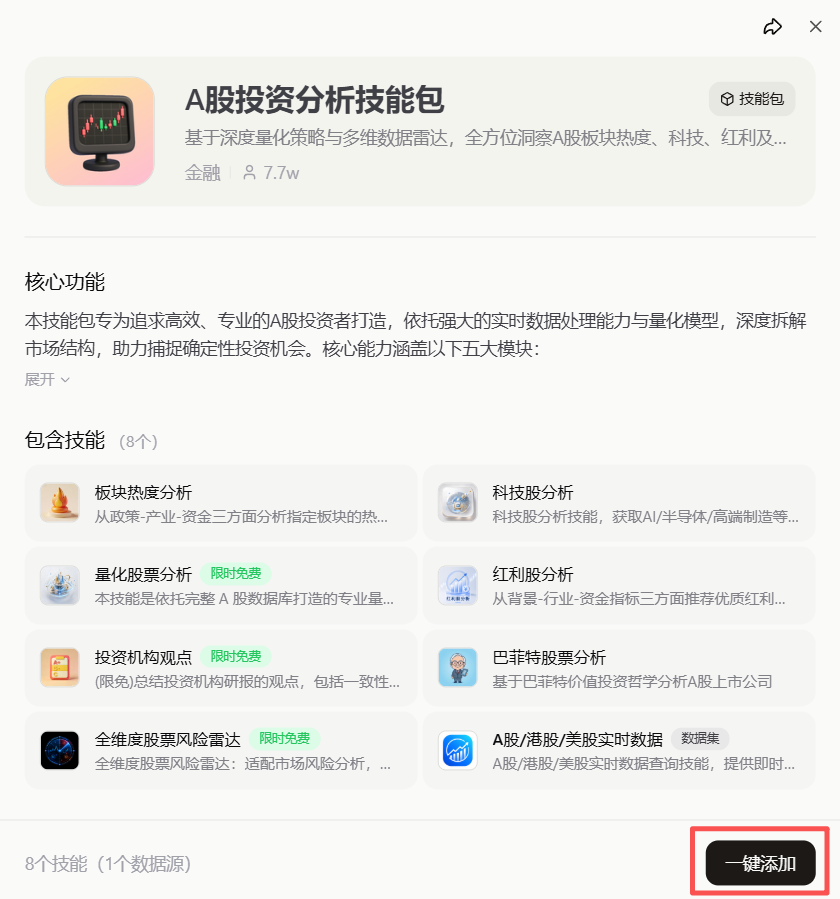 A股投资分析技能包
技能包
基于深度量化策略与多维数据雷达，全方位洞察A股板块热度、科技、红利及...
金融
7.7w
核心功能
本技能包专为追求高效、专业的A股投资者打造，依托强大的实时数据处理能力与量化模型，深度拆解
市场结构，助力捕捉确定性投资机会。核心能力涵盖以下五大模块：
展开
包含技能（8个）
板块热度分析
从政策-产业-资金三方面分析指定板块的热...
科技股分析
科技股分析技能，获取AI/半导体/高端制造等...
量化股票分析 限时免费
本技能是依托完整 A 股数据库打造的专业量...
红利股分析
红利股分析
从背景-行业-资金指标三方面推荐优质红利...
投资机构观点 限时免费
(限免)总结投资机构研报的观点，包括一致性...
巴菲特股票分析
基于巴菲特价值投资哲学分析A股上市公司
全维度股票风险雷达 限时免费
全维度股票风险雷达：适配市场风险分析，...
A股/港股/美股实时数据 数据集
A股/港股/美股实时数据查询技能，提供即时...
8个技能（1个数据源）
一键添加